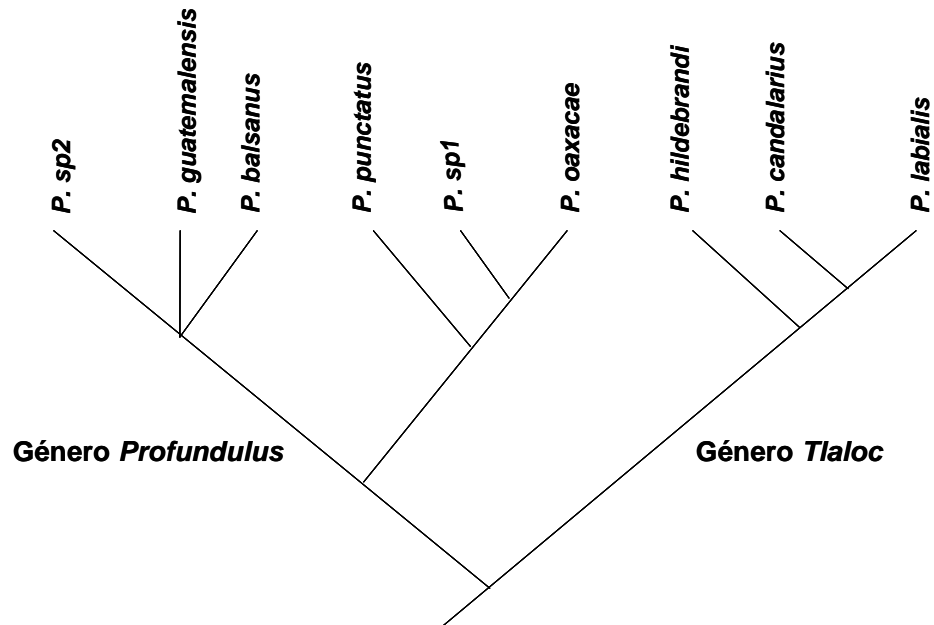 P. sp2
P. guatemalensis
P. balsanus
P. punctatus
P. sp1
P. oaxacae
P. hildebrandi
P. candalarius
P. labialis
Género Profundulus
Género Tlaloc